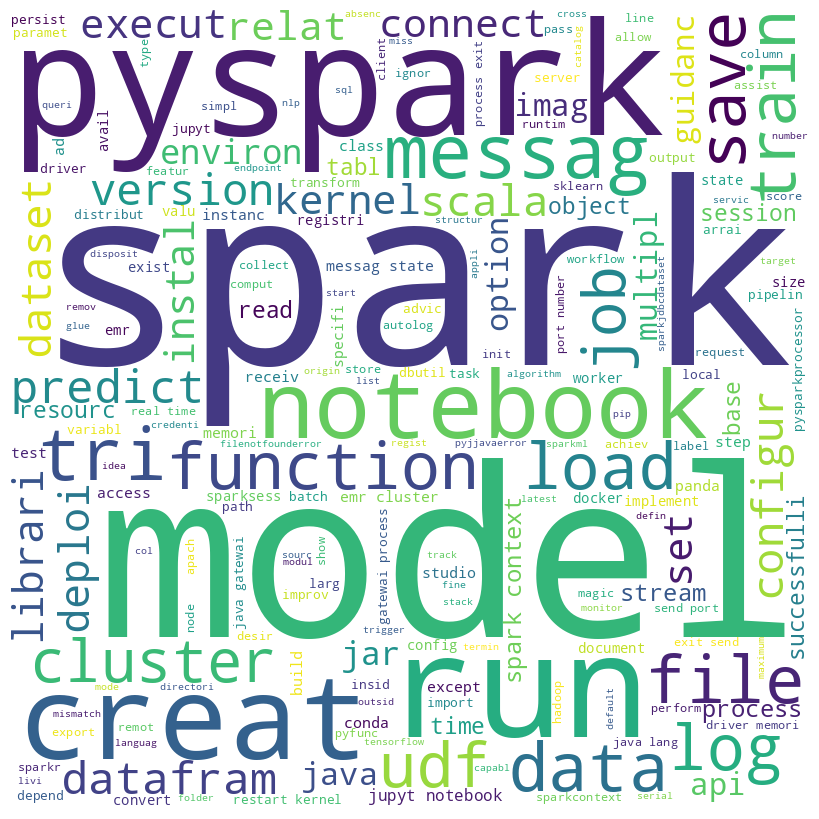 absenc
cross
persist
execut
relat
connect
line
paramet
client
miss
pass
catalog
allow
save
train
column
type
pyspark
ignor
server
guidanc
assist
queri
simpl
sql
process exit
imag
number
nlp
jupyt
runtim
ad
avail
environ
class
messag
output
driver
featur
endpoint
tabl
transform
sklearn
state
version
kernel
scala
object
servic
score
dataset
valu
instanc
structur
session
distribut
registri
multipl
arrai
instal
spark
disposit
collect
messag state
appli
workflow
target
exist
comput
option
job
size
remov
read
start
advic
port number
sparkjdbcdataset
pipelin
glue
emr
specifi
autolog
init
request
predict
origin
store
dbutil
task
algorithm
worker
local
receiv
list
pysparkprocessor
resourc
real time
notebook
base
variabl
credenti
memori
pip
tri
filenotfounderror
regist
pyjavaerror
sparkml
achiev
label
step
test
function
load
configur
idea
access
panda
librari
deploi
sparksess
batch
emr cluster
latest
docker
implement
path
model
defin
set
successfulli
col
apach
java gatewai
sourc
modul
show
gatewai process
track
fine
stack
studio
spark context
magic
monitor
stream
larg
improv
send port
node
desir
trigger
termin
cluster
jar
config
document
exit send
maximum
build
run
file
mode
directori
insid
except
hadoop
default
perform
process
mismatch
creat
outsid
import
conda
time
driver memori
export
remot
languag
pyfunc
log
sparkr
tensorflow
java lang
livi
datafram
java
udf
capabl
data
api
depend
convert
folder
restart kernel
jupyt notebook
sparkcontext
serial